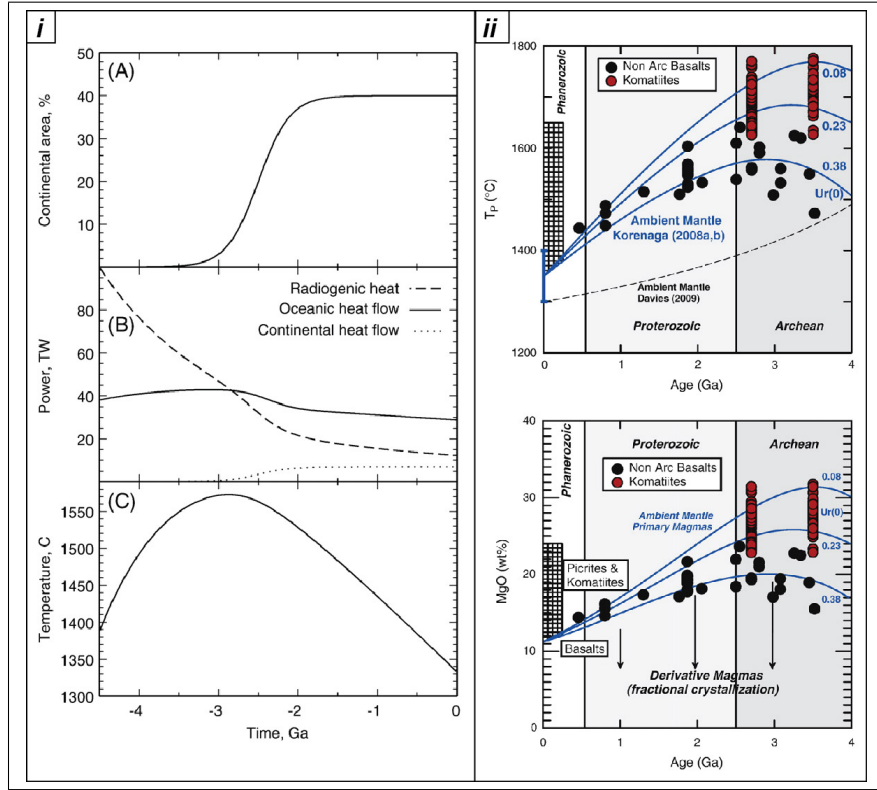 i
(A)
50
40
30
20
10
Continental area, %
(B)
Radiogenic heat
Oceanic heat flow
Continental heat flow
80
60
40
20
Power, TW
(C)
1550
1500
1450
1400
1350
1300
Temperature, C
-4 -3 -2 -1 0
Time, Ga
ii
1800
1600
1400
1200
TP (°C)
Phanerozoic
Non Arc Basalts
Komatiites
0.08
0.23
0.38
Ur(0)
Ambient Mantle
Korenaga (2008a,b)
Ambient Mantle
Davies (2009)
Proterozoic Archean
0 1 2 3 4
Age (Ga)
40
30
20
10
0
MgO (wt%)
Phanerozoic
Proterozoic Archean
Non Arc Basalts
Komatiites
0.08
Ur(0)
0.23
0.38
Ambient Mantle
Primary Magmas
Picrites &
Komatiites
Basalts
Derivative Magmas
(fractional crystallization)
0 1 2 3 4
Age (Ga)